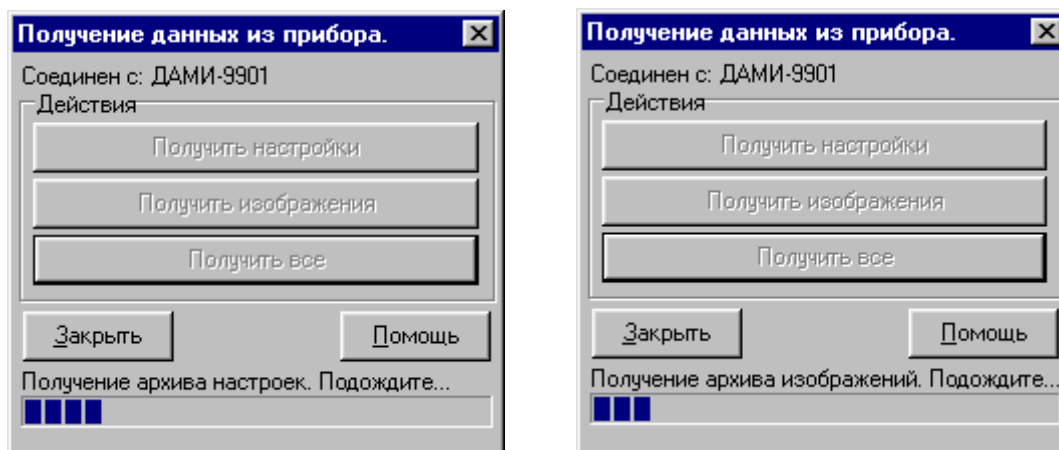 Получение данных из прибора.
Соединен с: ДАМИ-9901
Действия
Получить настройки
Получить изображения
Получить все
Закрыть
Помощь
Получение архива настроек. Подождите...
Получение данных из прибора.
Соединен с: ДАМИ-9901
Действия
Получить настройки
Получить изображения
Получить все
Закрыть
Помощь
Получение архива изображений. Подождите...